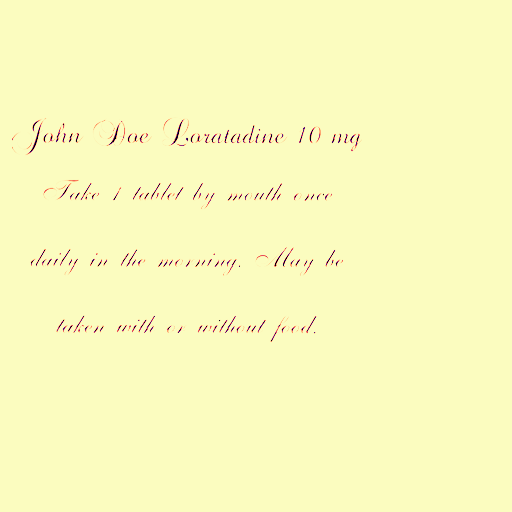 John Doe Loratadine 10 mg
Take 1 tablet by mouth once
daily in the morning. May be
taken with or without food.